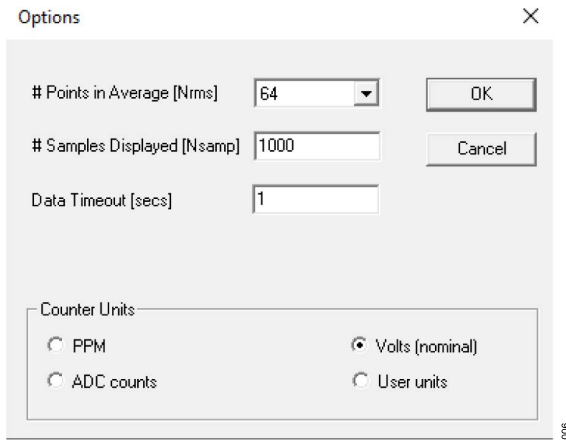 Options
# Points in Average [Nrms] 64 OK
# Samples Displayed [Nsamp] 1000 Cancel
Data Timeout [secs] 1
Counter Units
PPM Volts (nominal)
ADC counts User units
006